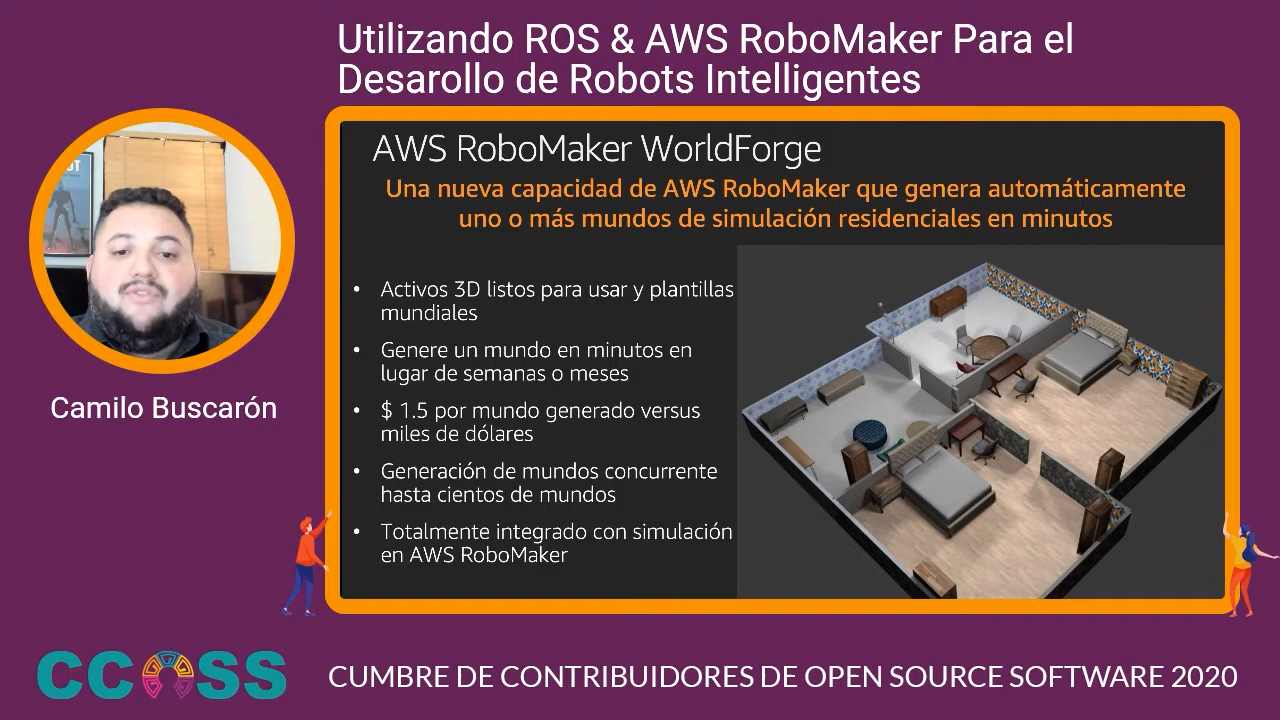 Utilizando ROS & AWS RoboMaker Para el
Desarollo de Robots Intelligentes
AWS RoboMaker WorldForge
Una nueva capacidad de AWS RoboMaker que genera automáticamente
uno o más mundos de simulación residenciales en minutos
• Activos 3D listos para usar y plantillas
mundiales
• Genere un mundo en minutos en
lugar de semanas o meses
• $ 1.5 por mundo generado versus
miles de dólares
• Generación de mundos concurrente
hasta cientos de mundos
• Totalmente integrado con simulación
en AWS RoboMaker
Camilo Buscarón
CCOSS
CUMBRE DE CONTRIBUIDORES DE OPEN SOURCE SOFTWARE 2020